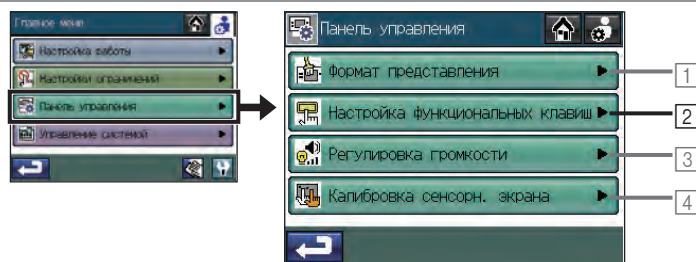 Главное меню
Настройка работы
Настройки ограничений
Панель управления
Управление системой
Панель управления
Формат представления
Настройка функциональных клавиш
Регулировка громкости
Калибровка сенсорн. экрана
1
2
3
4